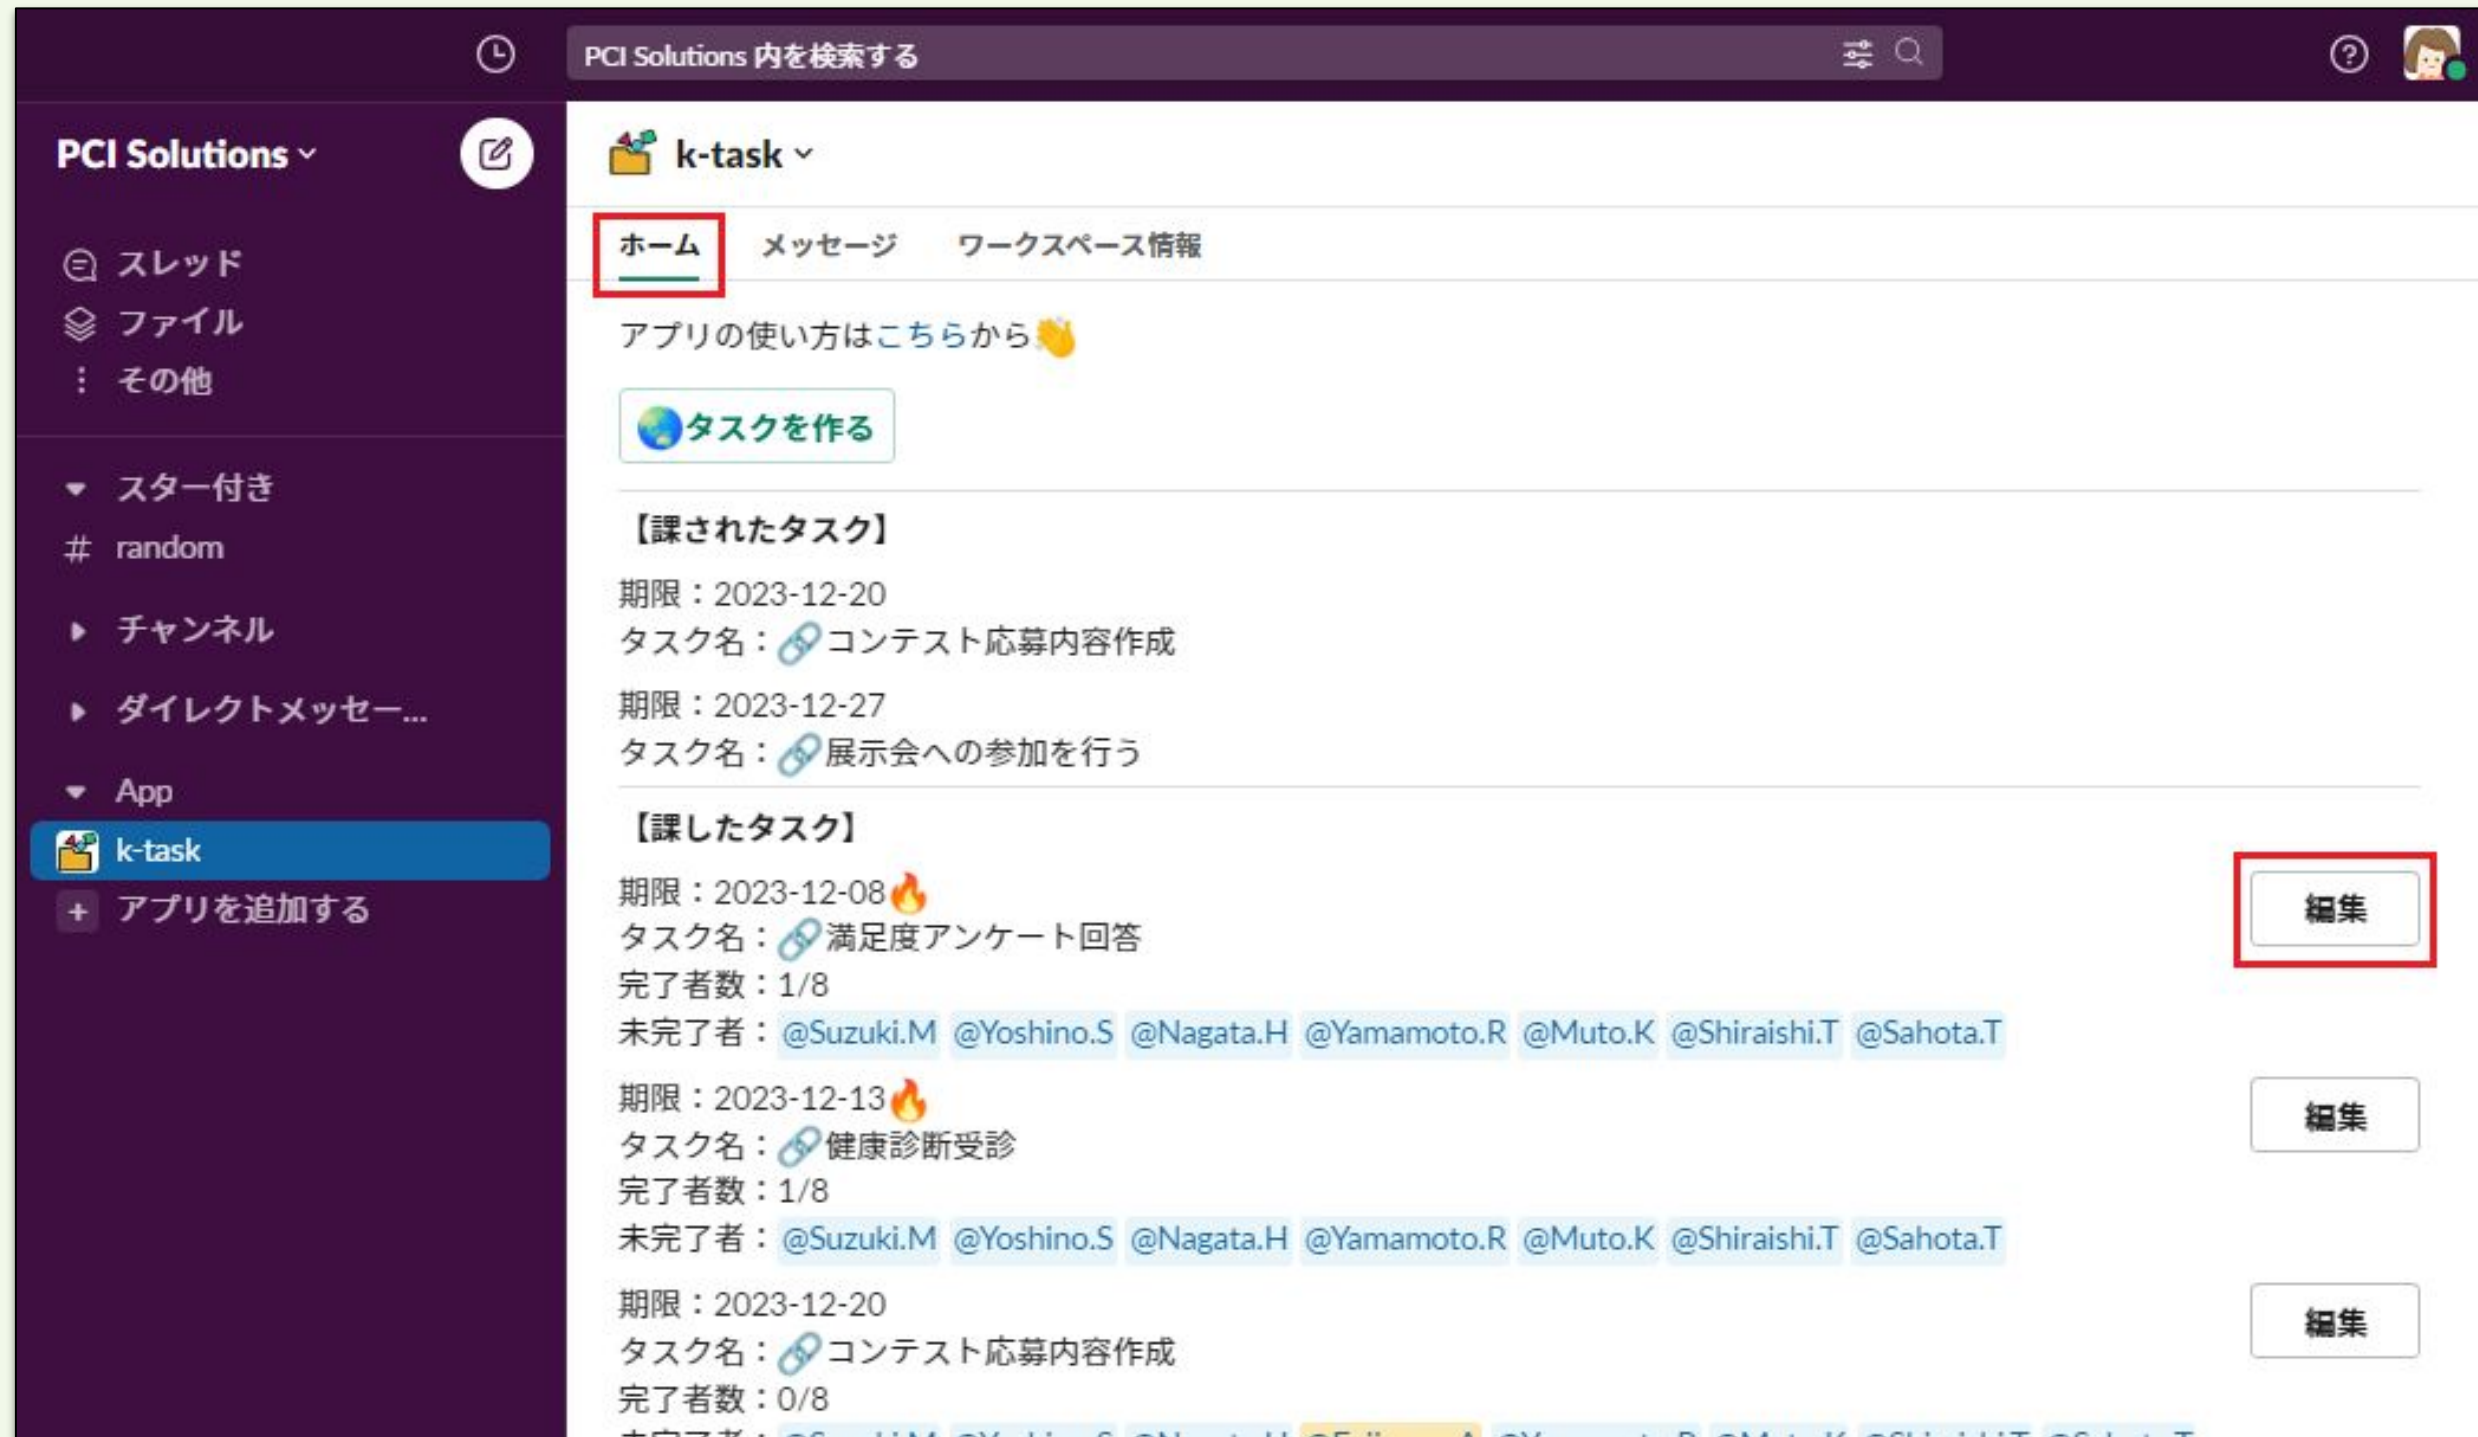 PCI Solutions 内を検索する
PCI Solutions
スレッド
ファイル
その他
スター付き
# random
チャンネル
ダイレクトメッセー...
App
k-task
+ アプリを追加する
k-task
ホーム メッセージ ワークスペース情報
アプリの使い方はこちらから👏
🌏タスクを作る
【課されたタスク】
期限：2023-12-20
タスク名：🔗コンテスト応募内容作成
期限：2023-12-27
タスク名：🔗展示会への参加を行う
【課したタスク】
期限：2023-12-08🔥
編集
タスク名：🔗満足度アンケート回答
完了者数：1/8
未完了者：@Suzuki.M @Yoshino.S @Nagata.H @Yamamoto.R @Muto.K @Shiraishi.T @Sahota.T
期限：2023-12-13🔥
編集
タスク名：🔗健康診断受診
完了者数：1/8
未完了者：@Suzuki.M @Yoshino.S @Nagata.H @Yamamoto.R @Muto.K @Shiraishi.T @Sahota.T
期限：2023-12-20
編集
タスク名：🔗コンテスト応募内容作成
完了者数：0/8